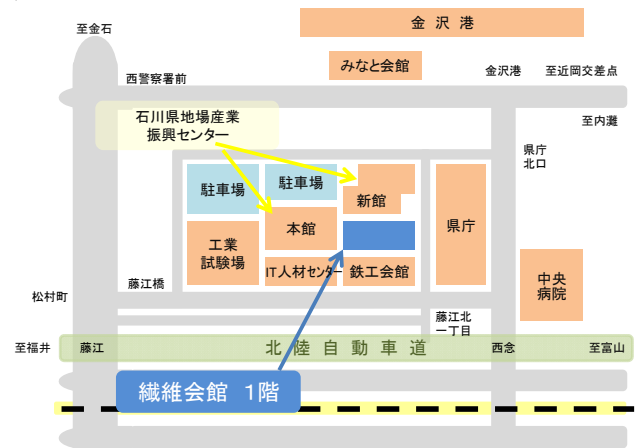 金沢港
至金石
みなと会館
西警察署前
金沢港
至近岡交差点
石川県地場産業
振興センター
至内灘
県庁
北口
駐車場
駐車場
新館
本館
県庁
工業
試験場
IT人材センター
鉄工会館
中央
病院
藤江橋
松村町
藤江北
一丁目
至福井
藤江
北陸自動車道
西念
至富山
繊維会館 1階